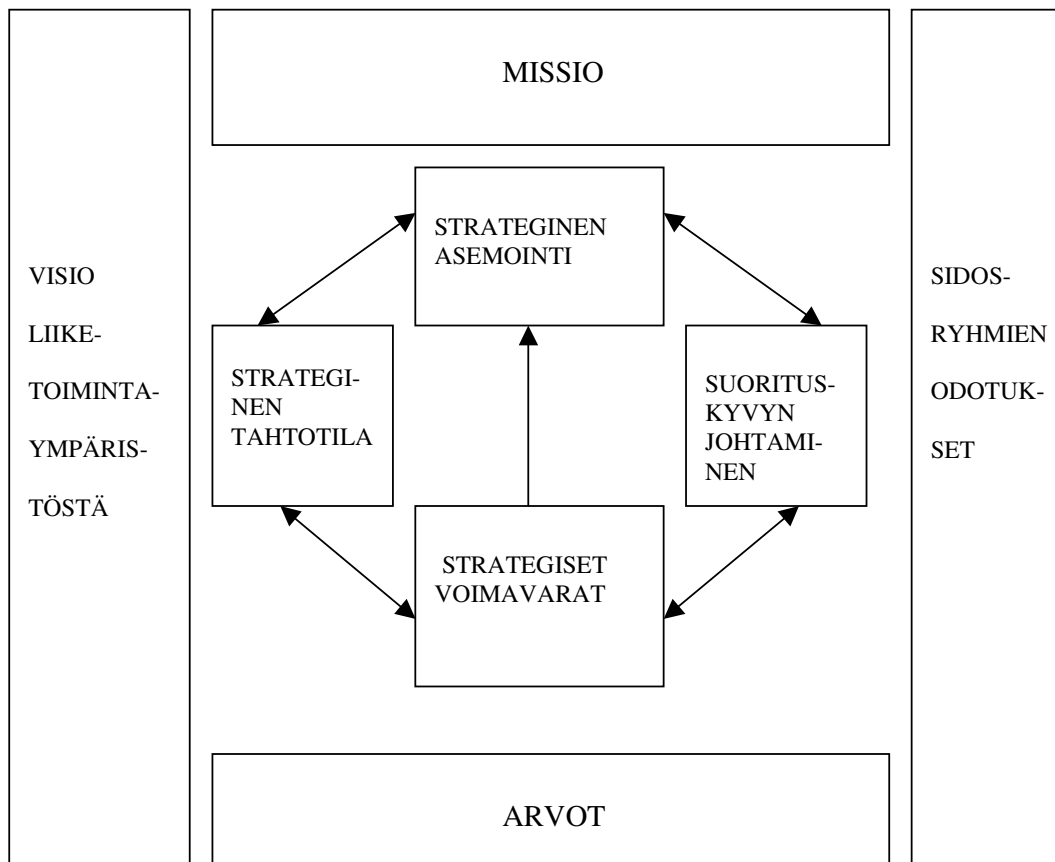 MISSIO
STRATEGINEN
ASEMOINTI
VISIO
LIIKE-
TOIMINTA-
YMPÄRIS-
TÖSTÄ
STRATEGI-
NEN
TAHTOTILA
SUORITUS-
KYVYN
JOHTAMI-
NEN
SIDOS-
RYHMIEN
ODOTUK-
SET
STRATEGISET
VOIMAVARAT
ARVOT